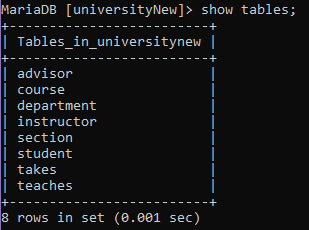 MariaDB [universityNew]> show tables;
+--------------------------+
| Tables_in_universitynew |
+--------------------------+
| advisor |
| course |
| department |
| instructor |
| section |
| student |
| takes |
| teaches |
+--------------------------+
8 rows in set (0.001 sec)